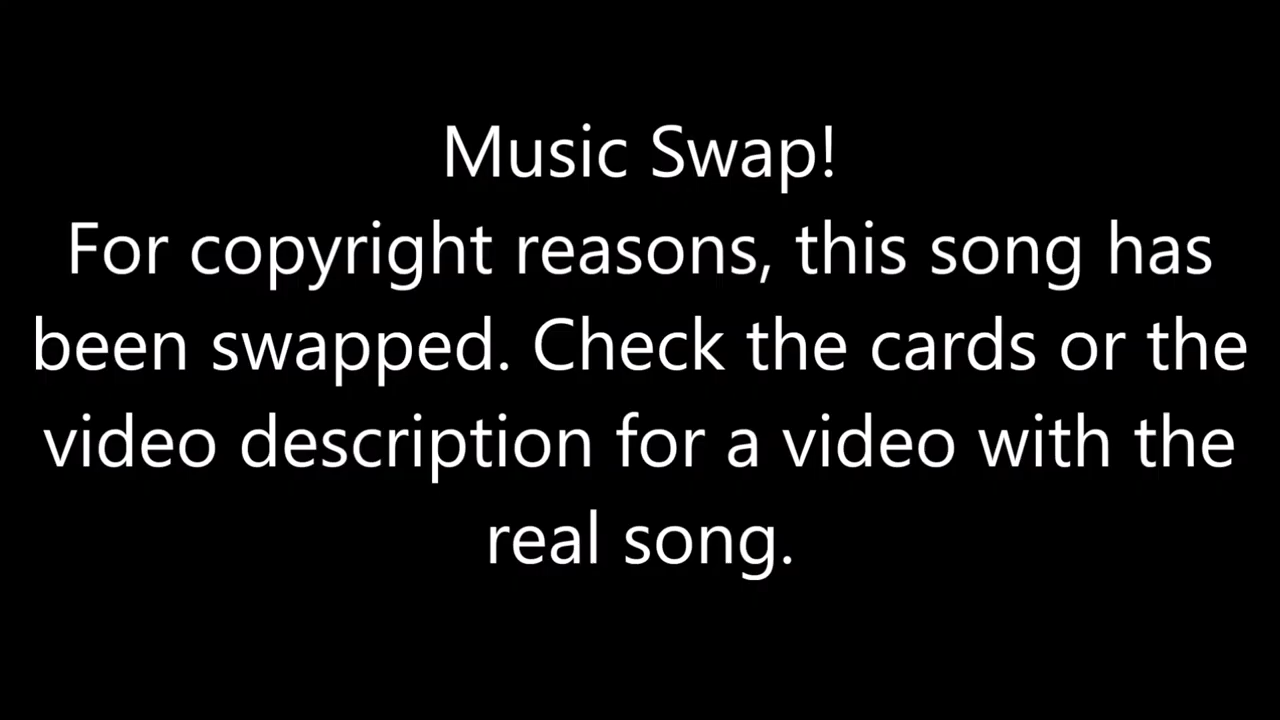 Music Swap!
For copyright reasons, this song has
been swapped. Check the cards or the
video description for a video with the
real song.